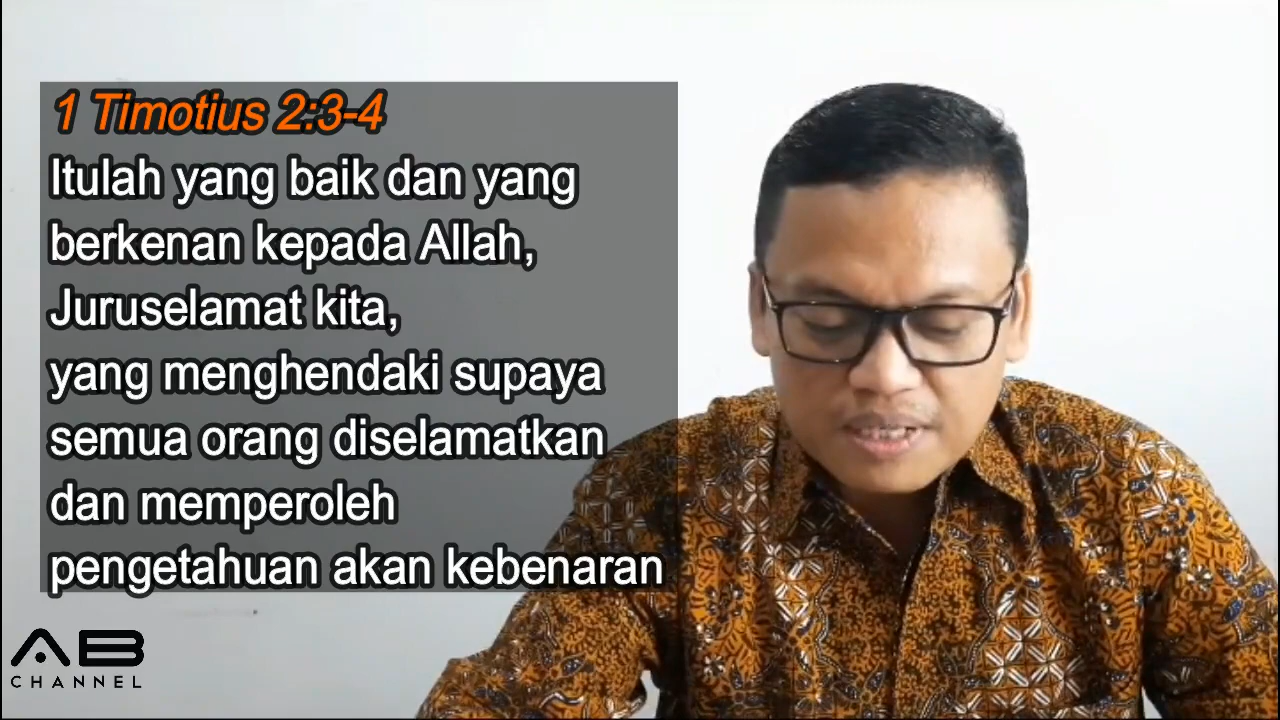 1 Timotius 2:3-4
Itulah yang baik dan yang
berkenan kepada Allah,
Juruselamat kita,
yang menghendaki supaya
semua orang diselamatkan
dan memperoleh
pengetahuan akan kebenaran
AB
CHANNEL